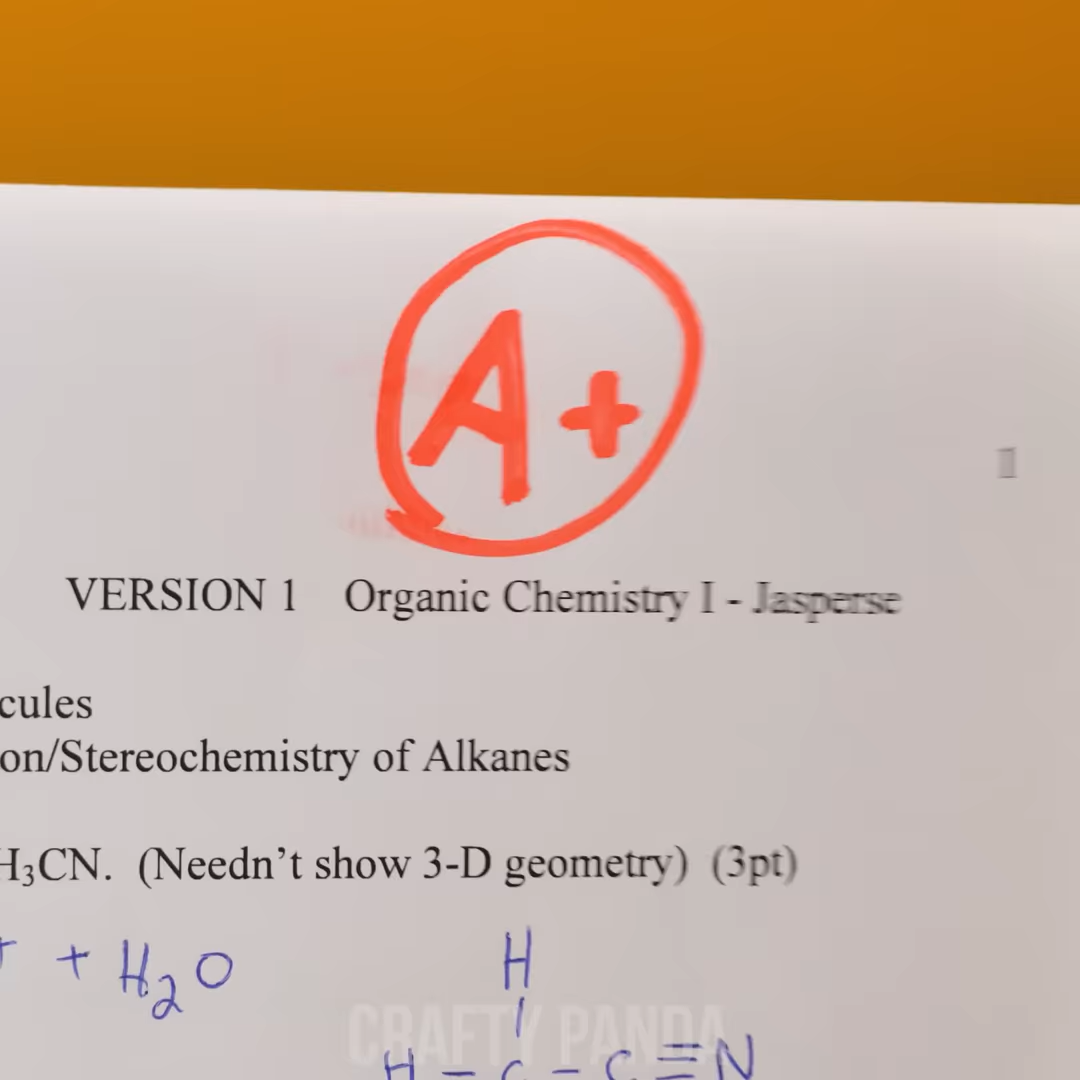 A+
1
VERSION 1 Organic Chemistry I - Jasperse
cules
on/Stereochemistry of Alkanes
H₃CN. (Needn’t show 3-D geometry) (3pt)
+ H₂O
H
H – C – C ≡ N
CRAFTY PANDA